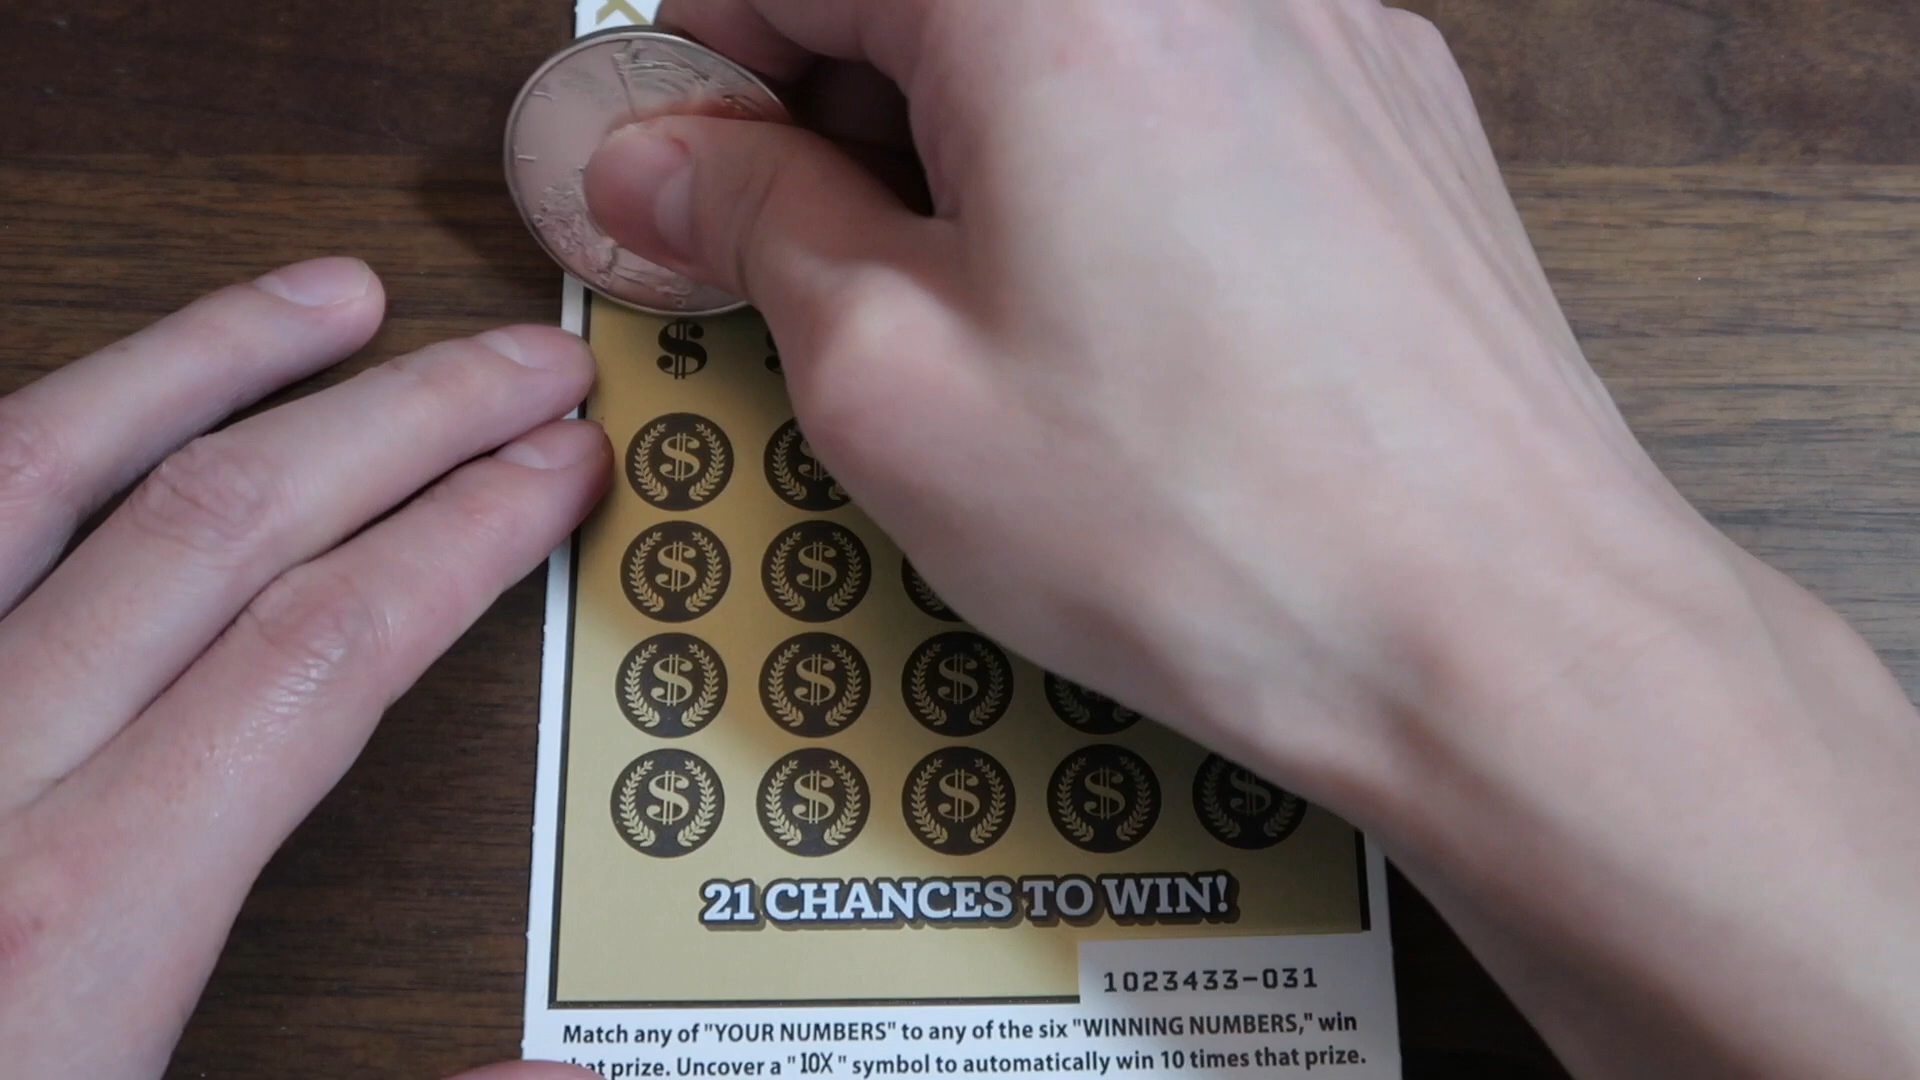 21 CHANCES TO WIN!
1023433-031
Match any of "YOUR NUMBERS" to any of the six "WINNING NUMBERS," win
that prize. Uncover a "10X" symbol to automatically win 10 times that prize.